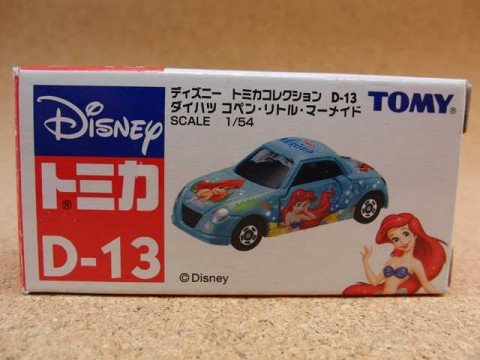 Disney
トミカ®
D-13
ディズニー トミカコレクション D-13
ダイハツ コペン・リトル・マーメイド
SCALE 1/54
TOMY®
© Disney